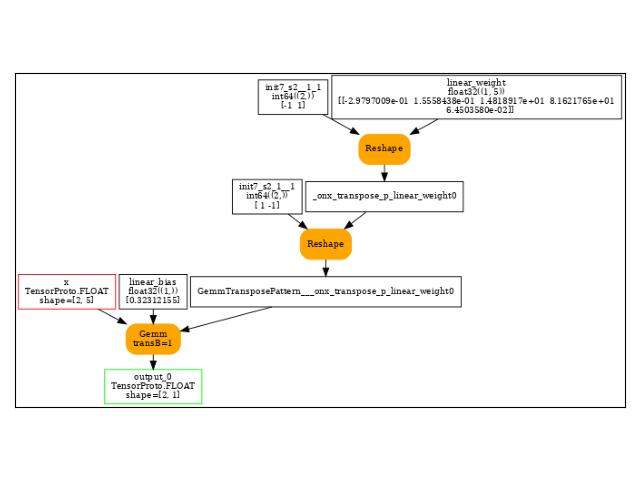 init7_s2__1_1
int64((2,))
[-1 1]
linear_weight
float32((1, 5))
[[-2.9797009e-01 1.5558438e-01 1.4818917e+01 8.1621765e+01
6.4503580e-02]]
Reshape
init7_s2_1__1
int64((2,))
[ 1 -1]
_onx_transpose_p_linear_weight0
Reshape
x
TensorProto.FLOAT
shape=[2, 5]
linear_bias
float32((1,))
[0.32312155]
GemmTransposePattern___onx_transpose_p_linear_weight0
Gemm
transB=1
output_0
TensorProto.FLOAT
shape=[2, 1]